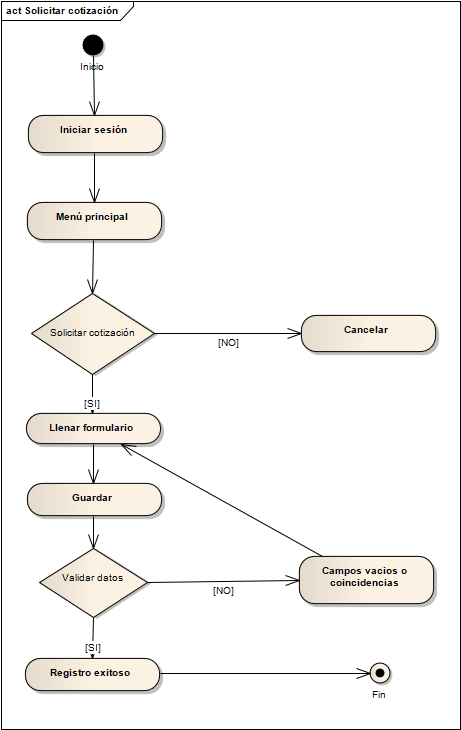 act Solicitar cotización
Inicio
Iniciar sesión
Menú principal
Solicitar cotización
[NO]
Cancelar
[SI]
Llenar formulario
Guardar
Validar datos
[NO]
Campos vacios o
coincidencias
[SI]
Registro exitoso
Fin